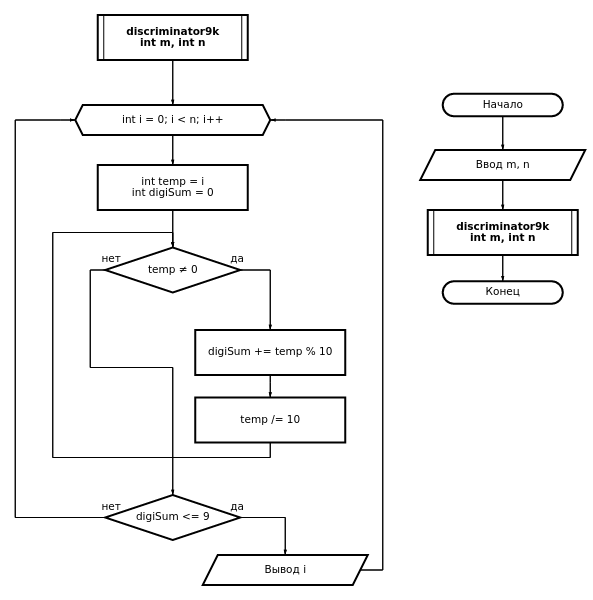 discriminator9k
int m, int n
int i = 0; i < n; i++
int temp = i
int digiSum = 0
нет
да
temp ≠ 0
digiSum += temp % 10
temp /= 10
нет
да
digiSum <= 9
Вывод i
Начало
Ввод m, n
discriminator9k
int m, int n
Конец